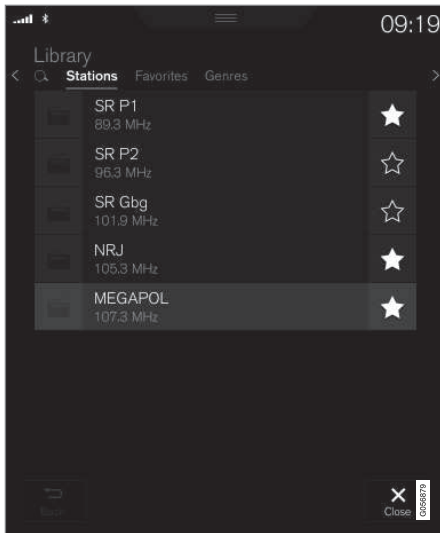 09:19
Library
Stations Favorites Genres
SR P1
89.3 MHz
SR P2
96.3 MHz
SR Gbg
101.9 MHz
NRJ
105.3 MHz
MEGAPOL
107.3 MHz
Back
Close
G056879